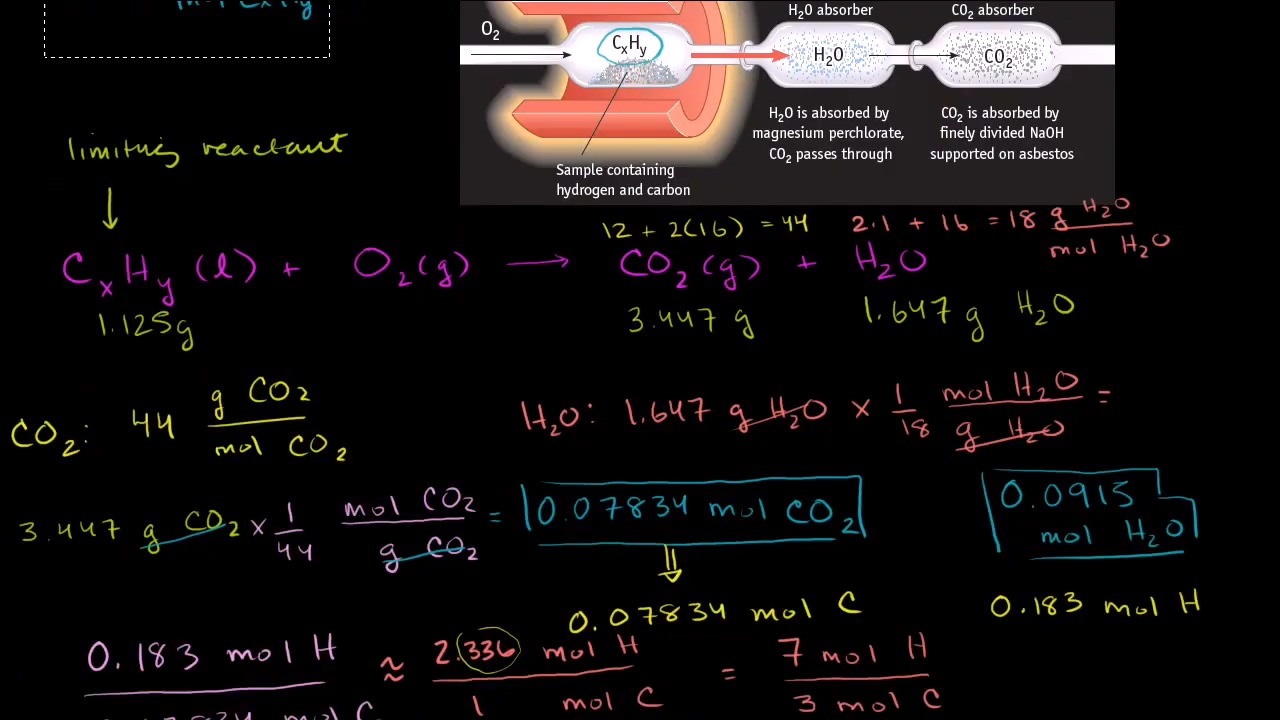 mol CxHy
O₂
CₓHᵧ
H₂O absorber
CO₂ absorber
H₂O
CO₂
H₂O is absorbed by
magnesium perchlorate,
CO₂ passes through
CO₂ is absorbed by
finely divided NaOH
supported on asbestos
Sample containing
hydrogen and carbon
limiting reactant
12 + 2(16) = 44
2·1 + 16 = 18 g H₂O / mol H₂O
CₓHᵧ (l) + O₂(g) → CO₂(g) + H₂O
1.125g
3.447 g
1.647 g H₂O
CO₂: 44 g CO₂ / mol CO₂
H₂O: 1.647 g H₂O × 1/18 mol H₂O / g H₂O =
3.447 g CO₂ × 1/44 mol CO₂ / g CO₂ = 0.07834 mol CO₂
0.0915
mol H₂O
0.07834 mol C
0.183 mol H
0.183 mol H ≈ 2.336 mol H / 1 mol C = 7 mol H / 3 mol C
mol C